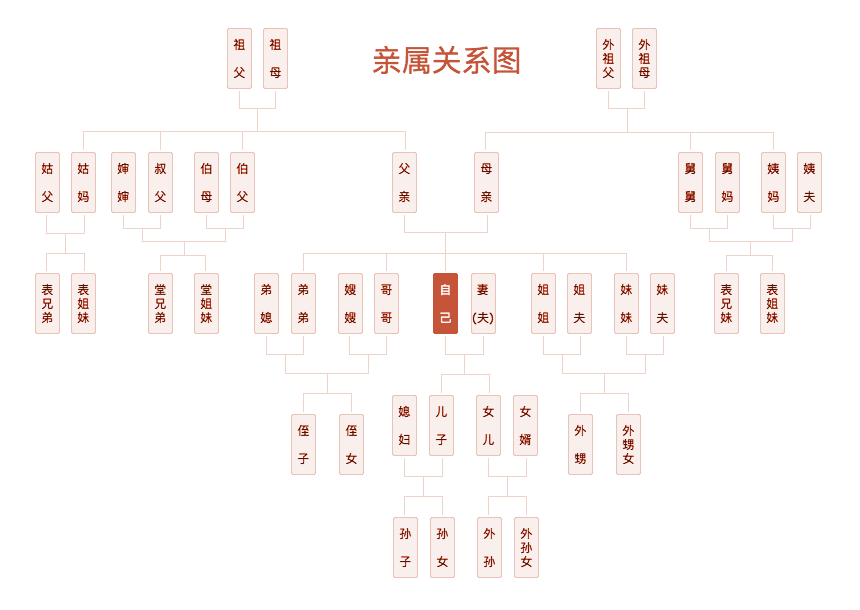 亲属关系图
祖父
祖母
外祖父
外祖母
姑父
姑妈
婶婶
叔父
伯母
伯父
父亲
母亲
舅舅
舅妈
姨妈
姨夫
表兄弟
表姐妹
堂兄弟
堂姐妹
弟媳
弟弟
嫂嫂
哥哥
自己
妻(夫)
姐姐
姐夫
妹妹
妹夫
表兄妹
表姐妹
侄子
侄女
媳妇
儿子
女儿
女婿
外甥
外甥女
孙子
孙女
外孙
外孙女